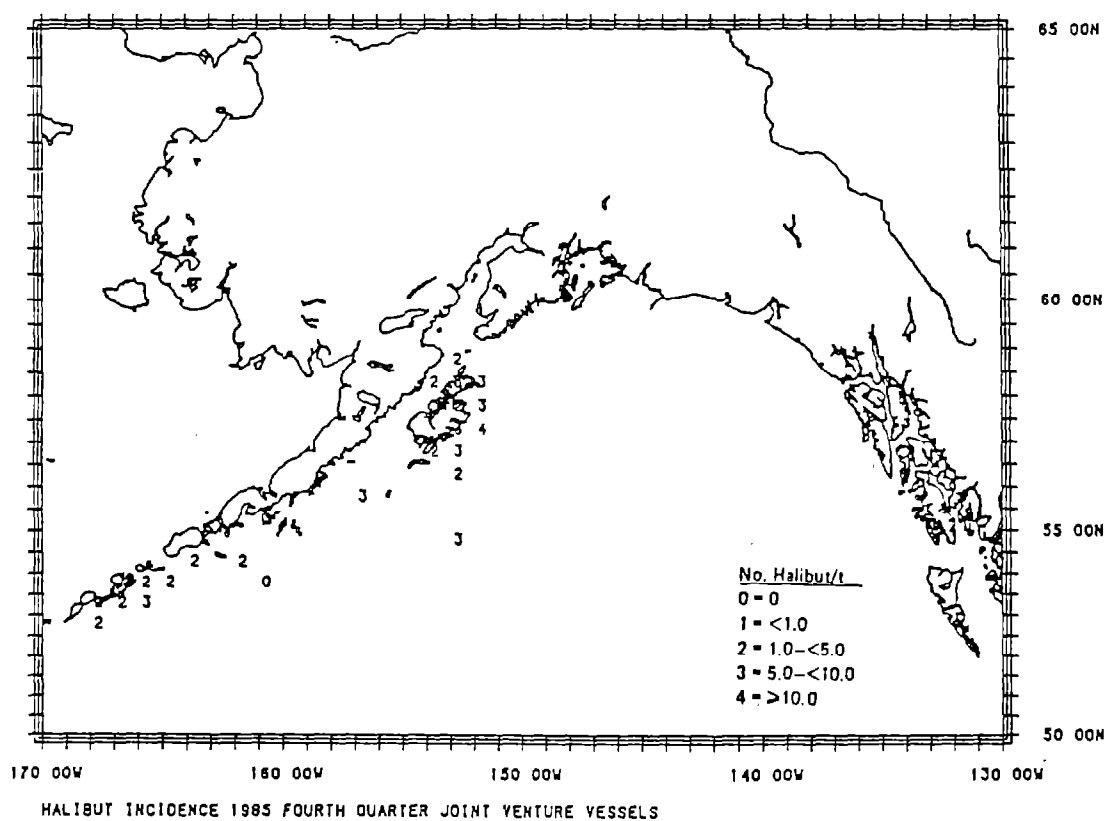 65 00N
60 00N
2
2 3
3
4
3
2 2
3
3
55 00N
2 2
2 2 0
2 3
2
No. Halibut/t
0 = 0
1 = <1.0
2 = 1.0-<5.0
3 = 5.0-<10.0
4 = ≥10.0
50 00N
170 00W 160 00W 150 00W 140 00W 130 00W
HALIBUT INCIDENCE 1985 FOURTH QUARTER JOINT VENTURE VESSELS